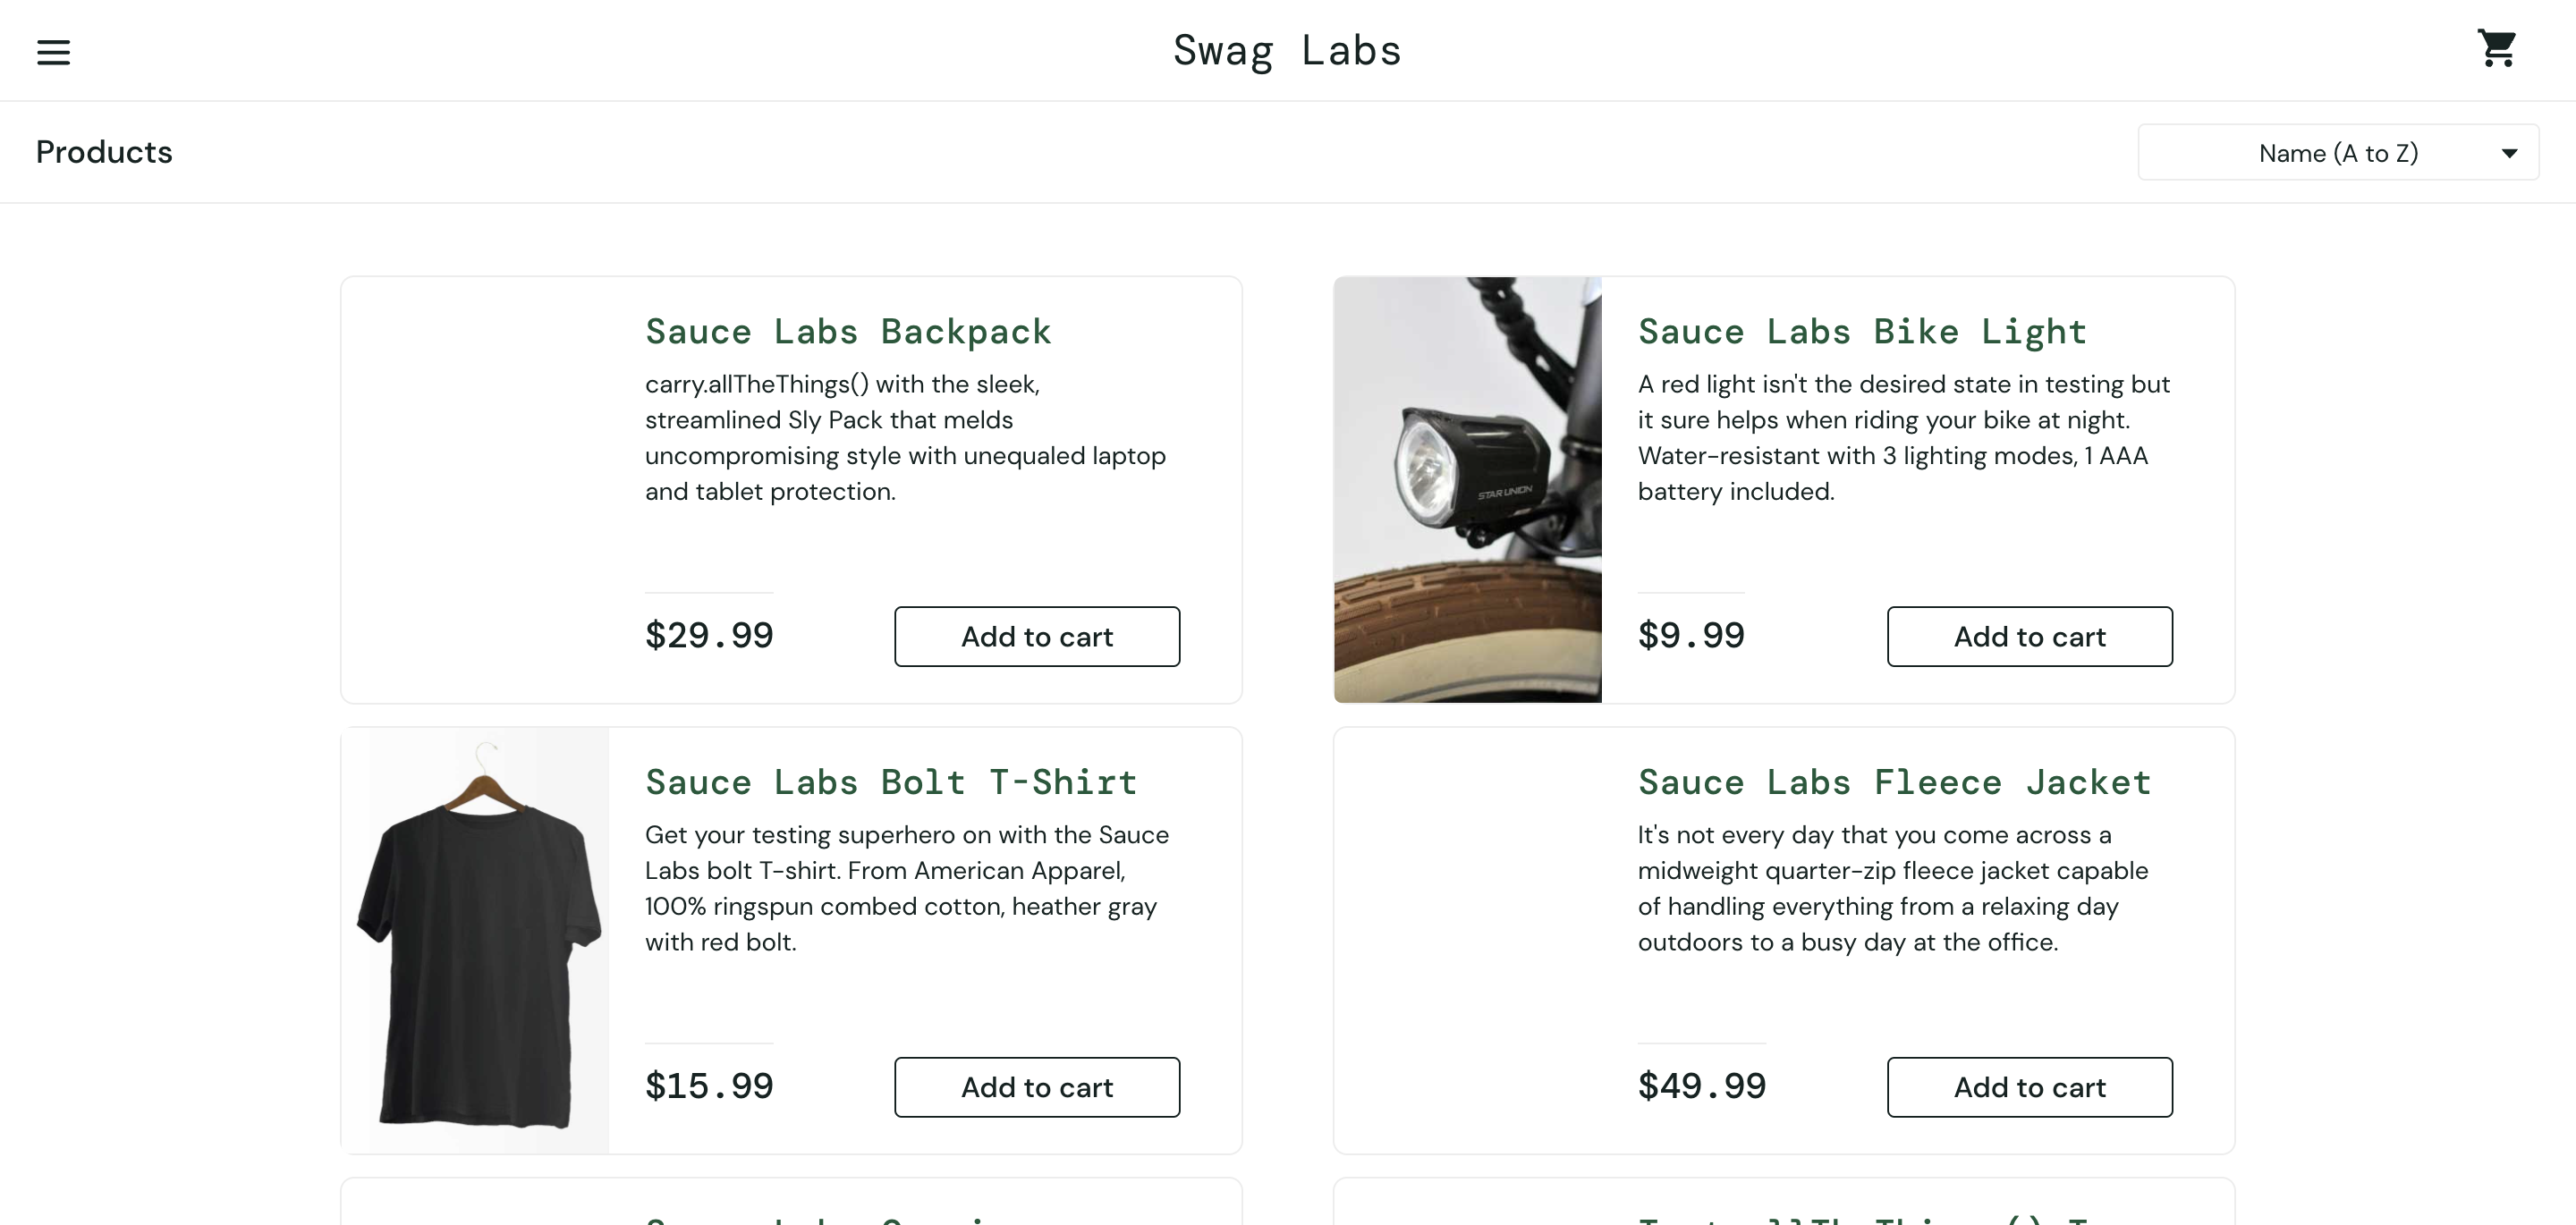 Swag Labs
Products
Name (A to Z)
Sauce Labs Backpack
carry.allTheThings() with the sleek,
streamlined Sly Pack that melds
uncompromising style with unequaled laptop
and tablet protection.
$29.99
Add to cart
Sauce Labs Bike Light
A red light isn't the desired state in testing but
it sure helps when riding your bike at night.
Water-resistant with 3 lighting modes, 1 AAA
battery included.
STAR UNION
$9.99
Add to cart
Sauce Labs Bolt T-Shirt
Get your testing superhero on with the Sauce
Labs bolt T-shirt. From American Apparel,
100% ringspun combed cotton, heather gray
with red bolt.
$15.99
Add to cart
Sauce Labs Fleece Jacket
It's not every day that you come across a
midweight quarter-zip fleece jacket capable
of handling everything from a relaxing day
outdoors to a busy day at the office.
$49.99
Add to cart